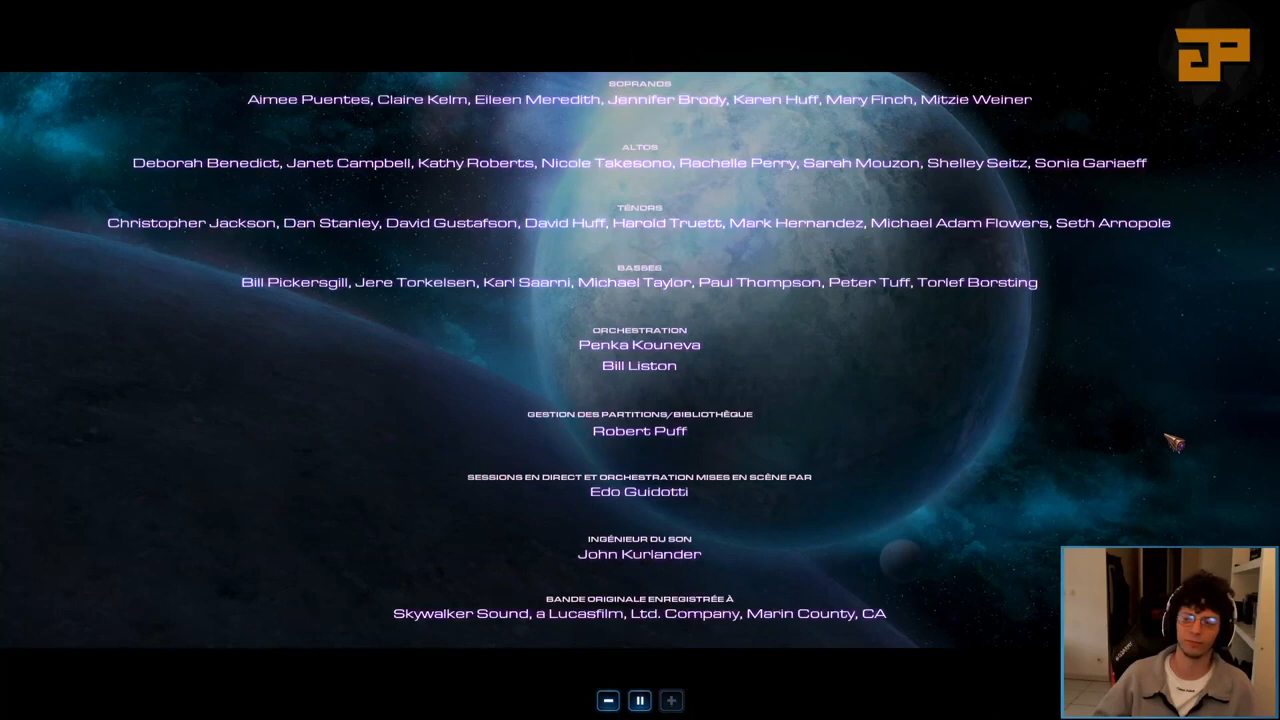 SOPRANOS
Aimee Puentes, Claire Kelm, Eileen Meredith, Jennifer Brody, Karen Huff, Mary Finch, Mitzie Weiner
ALTOS
Deborah Benedict, Janet Campbell, Kathy Roberts, Nicole Takesono, Rachelle Perry, Sarah Mouzon, Shelley Seitz, Sonia Gariaeff
TÉNORS
Christopher Jackson, Dan Stanley, David Gustafson, David Huff, Harold Truett, Mark Hernandez, Michael Adam Flowers, Seth Arnopole
BASSES
Bill Pickersgill, Jere Torkelsen, Karl Saarni, Michael Taylor, Paul Thompson, Peter Tuff, Torlef Borsting
ORCHESTRATION
Penka Kouneva
Bill Liston
GESTION DES PARTITIONS/BIBLIOTHÈQUE
Robert Puff
SESSIONS EN DIRECT ET ORCHESTRATION MISES EN SCÈNE PAR
Edo Guidotti
INGÉNIEUR DU SON
John Kurlander
BANDE ORIGINALE ENREGISTRÉE À
Skywalker Sound, a Lucasfilm, Ltd. Company, Marin County, CA